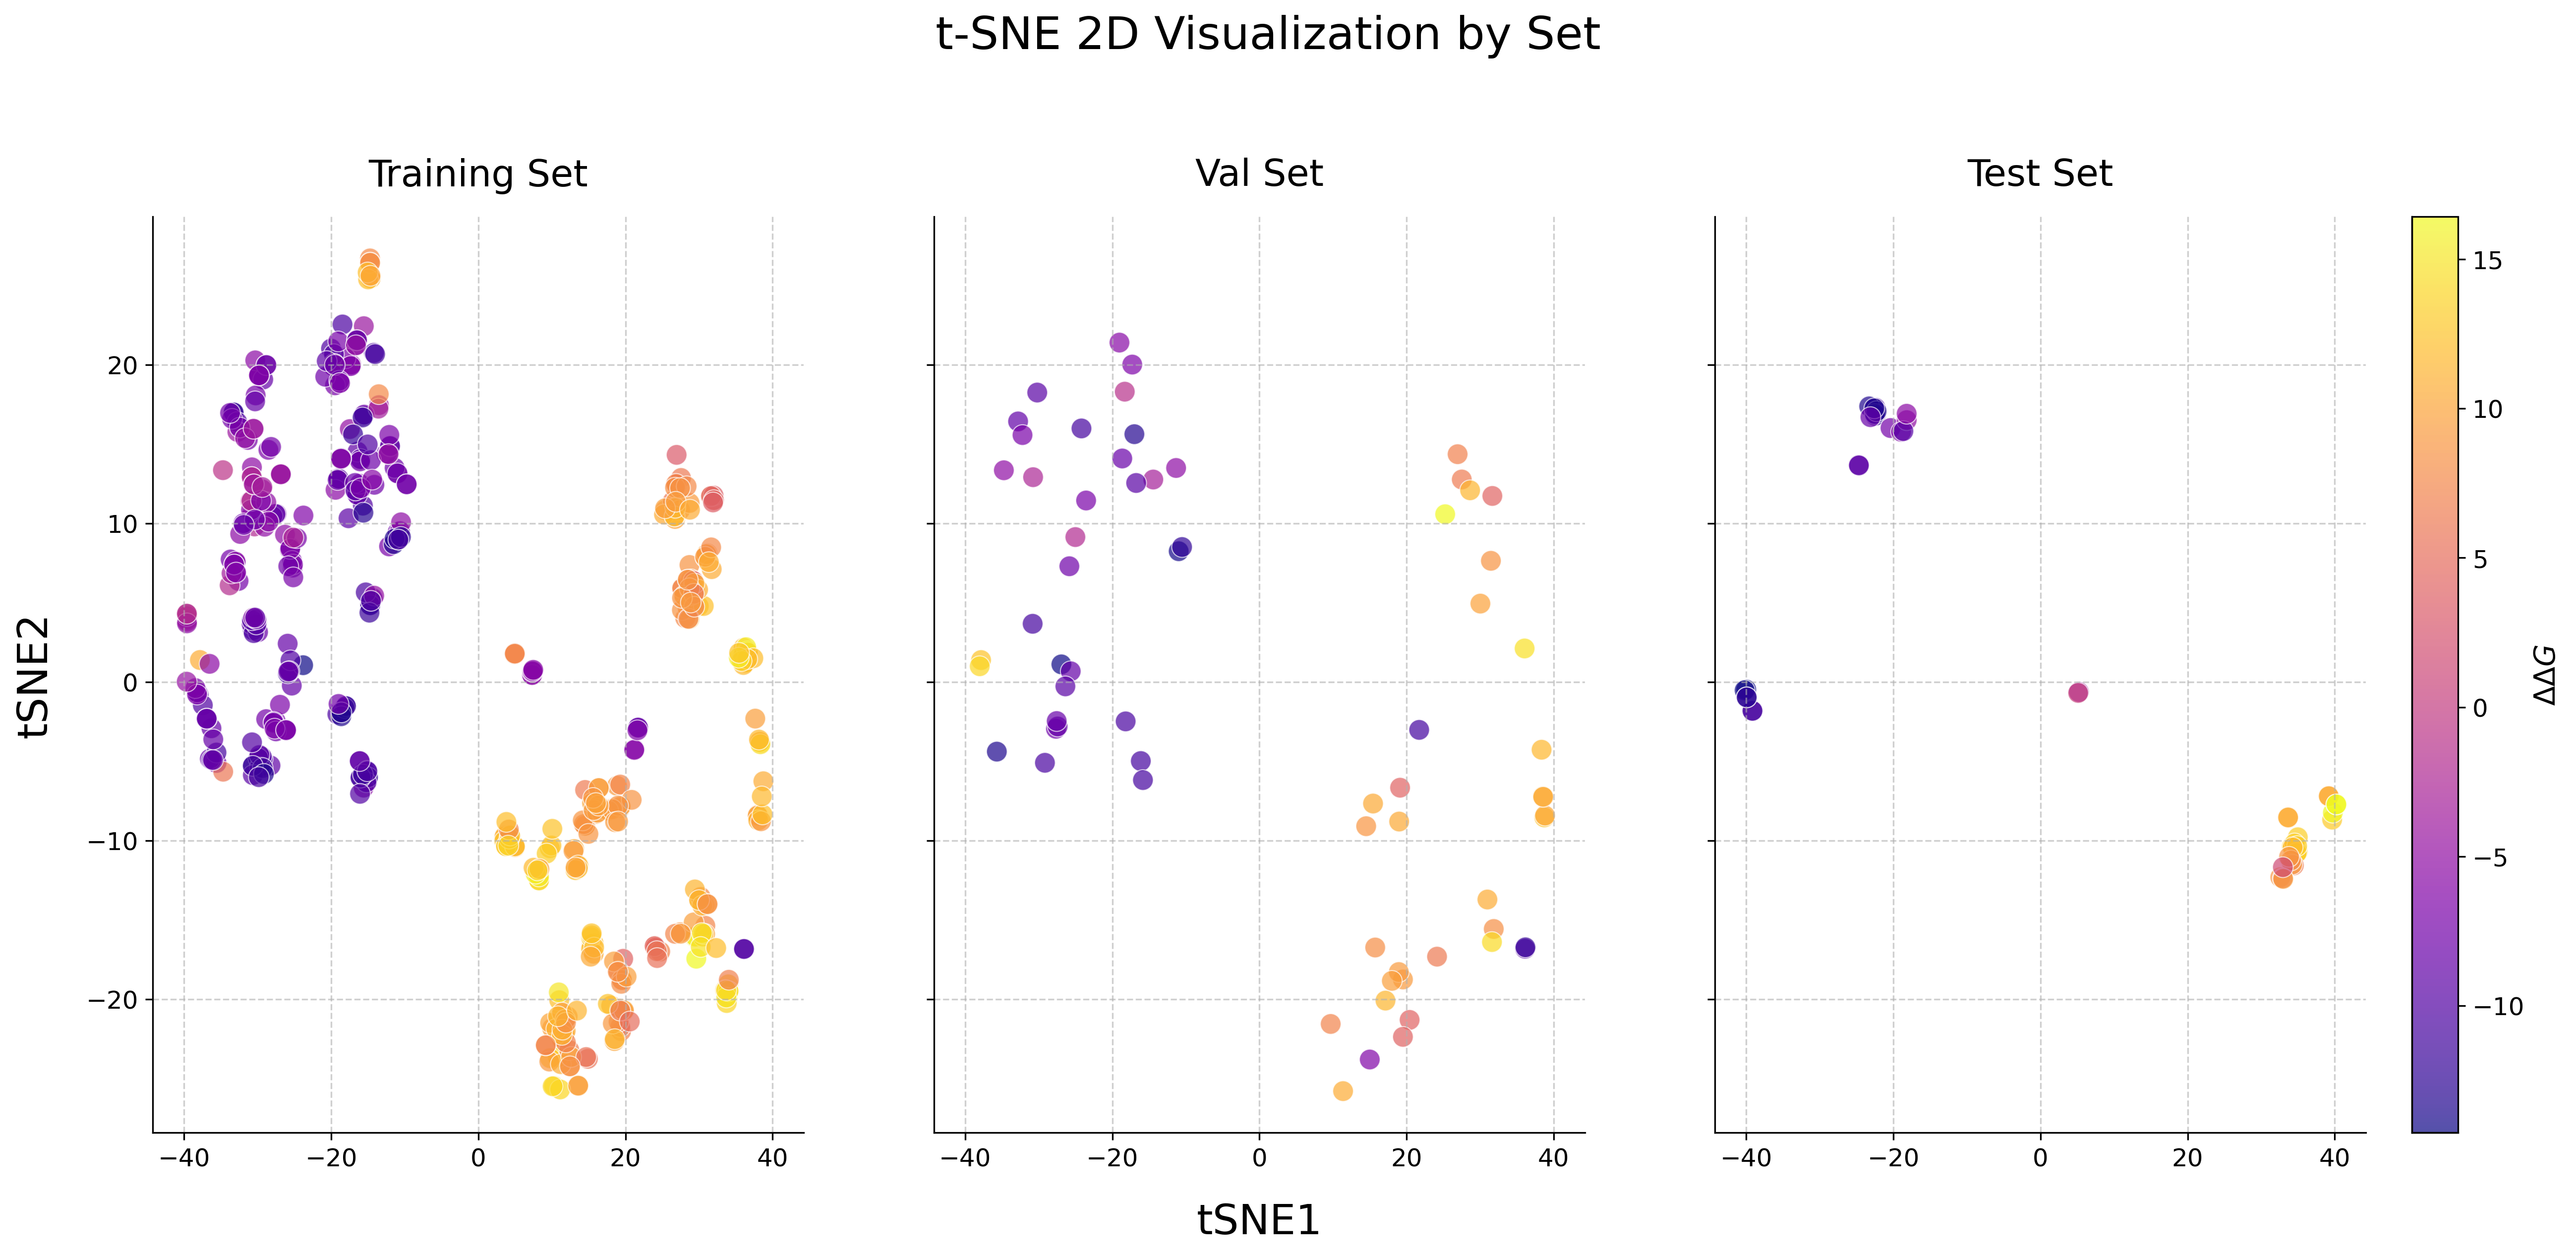 t-SNE 2D Visualization by Set
Training Set
Val Set
Test Set
tSNE2
20
10
0
−10
−20
−40 −20 0 20 40
−40 −20 0 20 40
−40 −20 0 20 40
tSNE1
15
10
5
0
−5
−10
ΔΔG